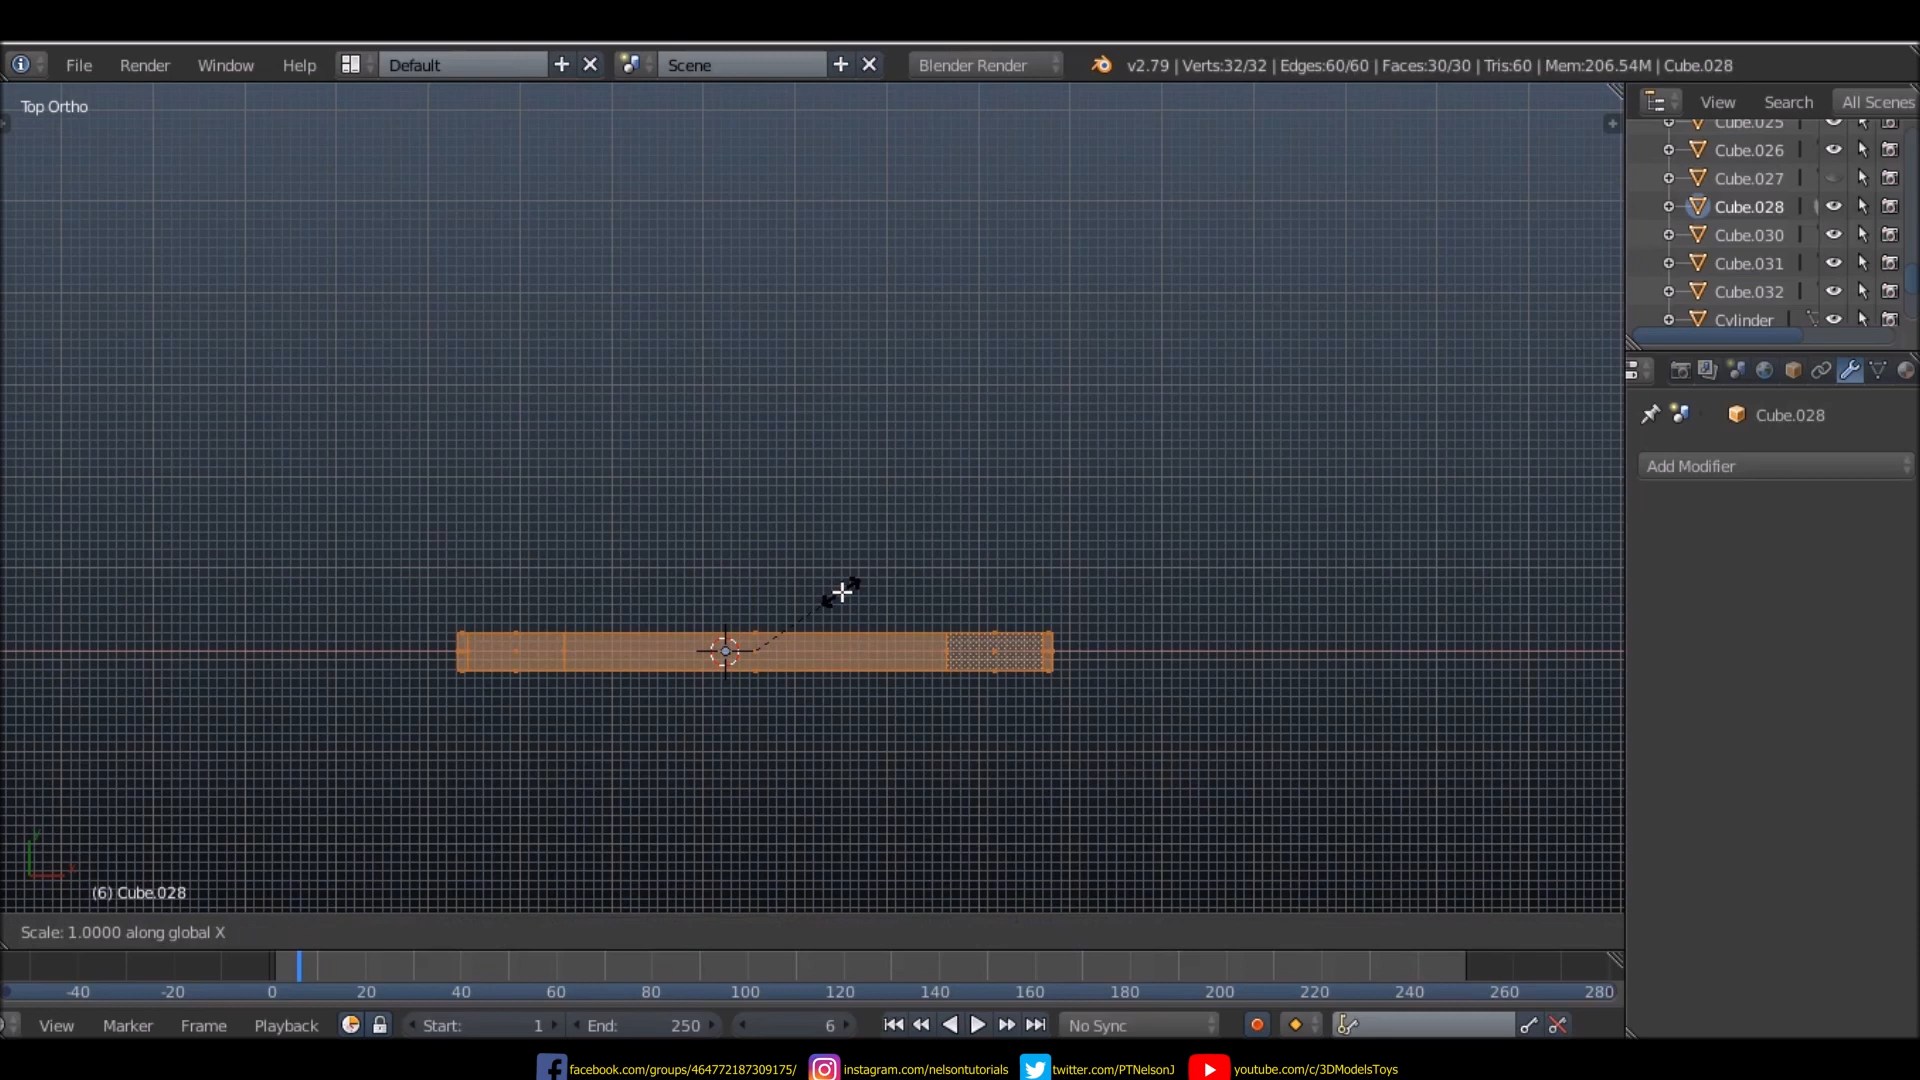 File Render Window Help Default Scene Blender Render v2.79 | Verts:32/32 | Edges:60/60 | Faces:30/30 | Tris:60 | Mem:206.54M | Cube.028
Top Ortho
View Search All Scenes
Cube.025
Cube.026
Cube.027
Cube.028
Cube.030
Cube.031
Cube.032
Cylinder
Cube.028
Add Modifier
(6) Cube.028
Scale: 1.0000 along global X
-40 -20 0 20 40 60 80 100 120 140 160 180 200 220 240 260 280
View Marker Frame Playback Start: 1 End: 250 6 No Sync
facebook.com/groups/464772187309175/ instagram.com/nelsontutorials twitter.com/PTNelsonJ youtube.com/c/3DModelsToys